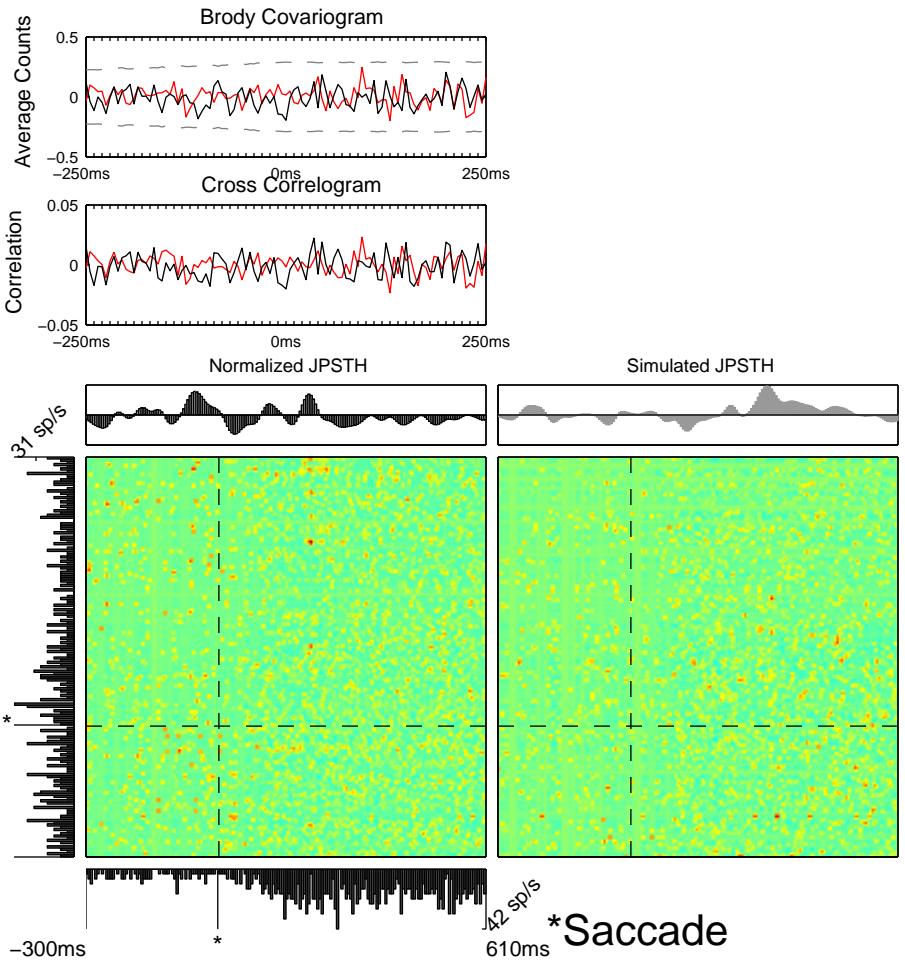 Brody Covariogram
Average Counts
0.5
0
−0.5
−250ms
0ms
250ms
Cross Correlogram
Correlation
0.05
0
−0.05
−250ms
0ms
250ms
Normalized JPSTH
Simulated JPSTH
31 sp/s
*
42 sp/s
*
−300ms
610ms
*Saccade